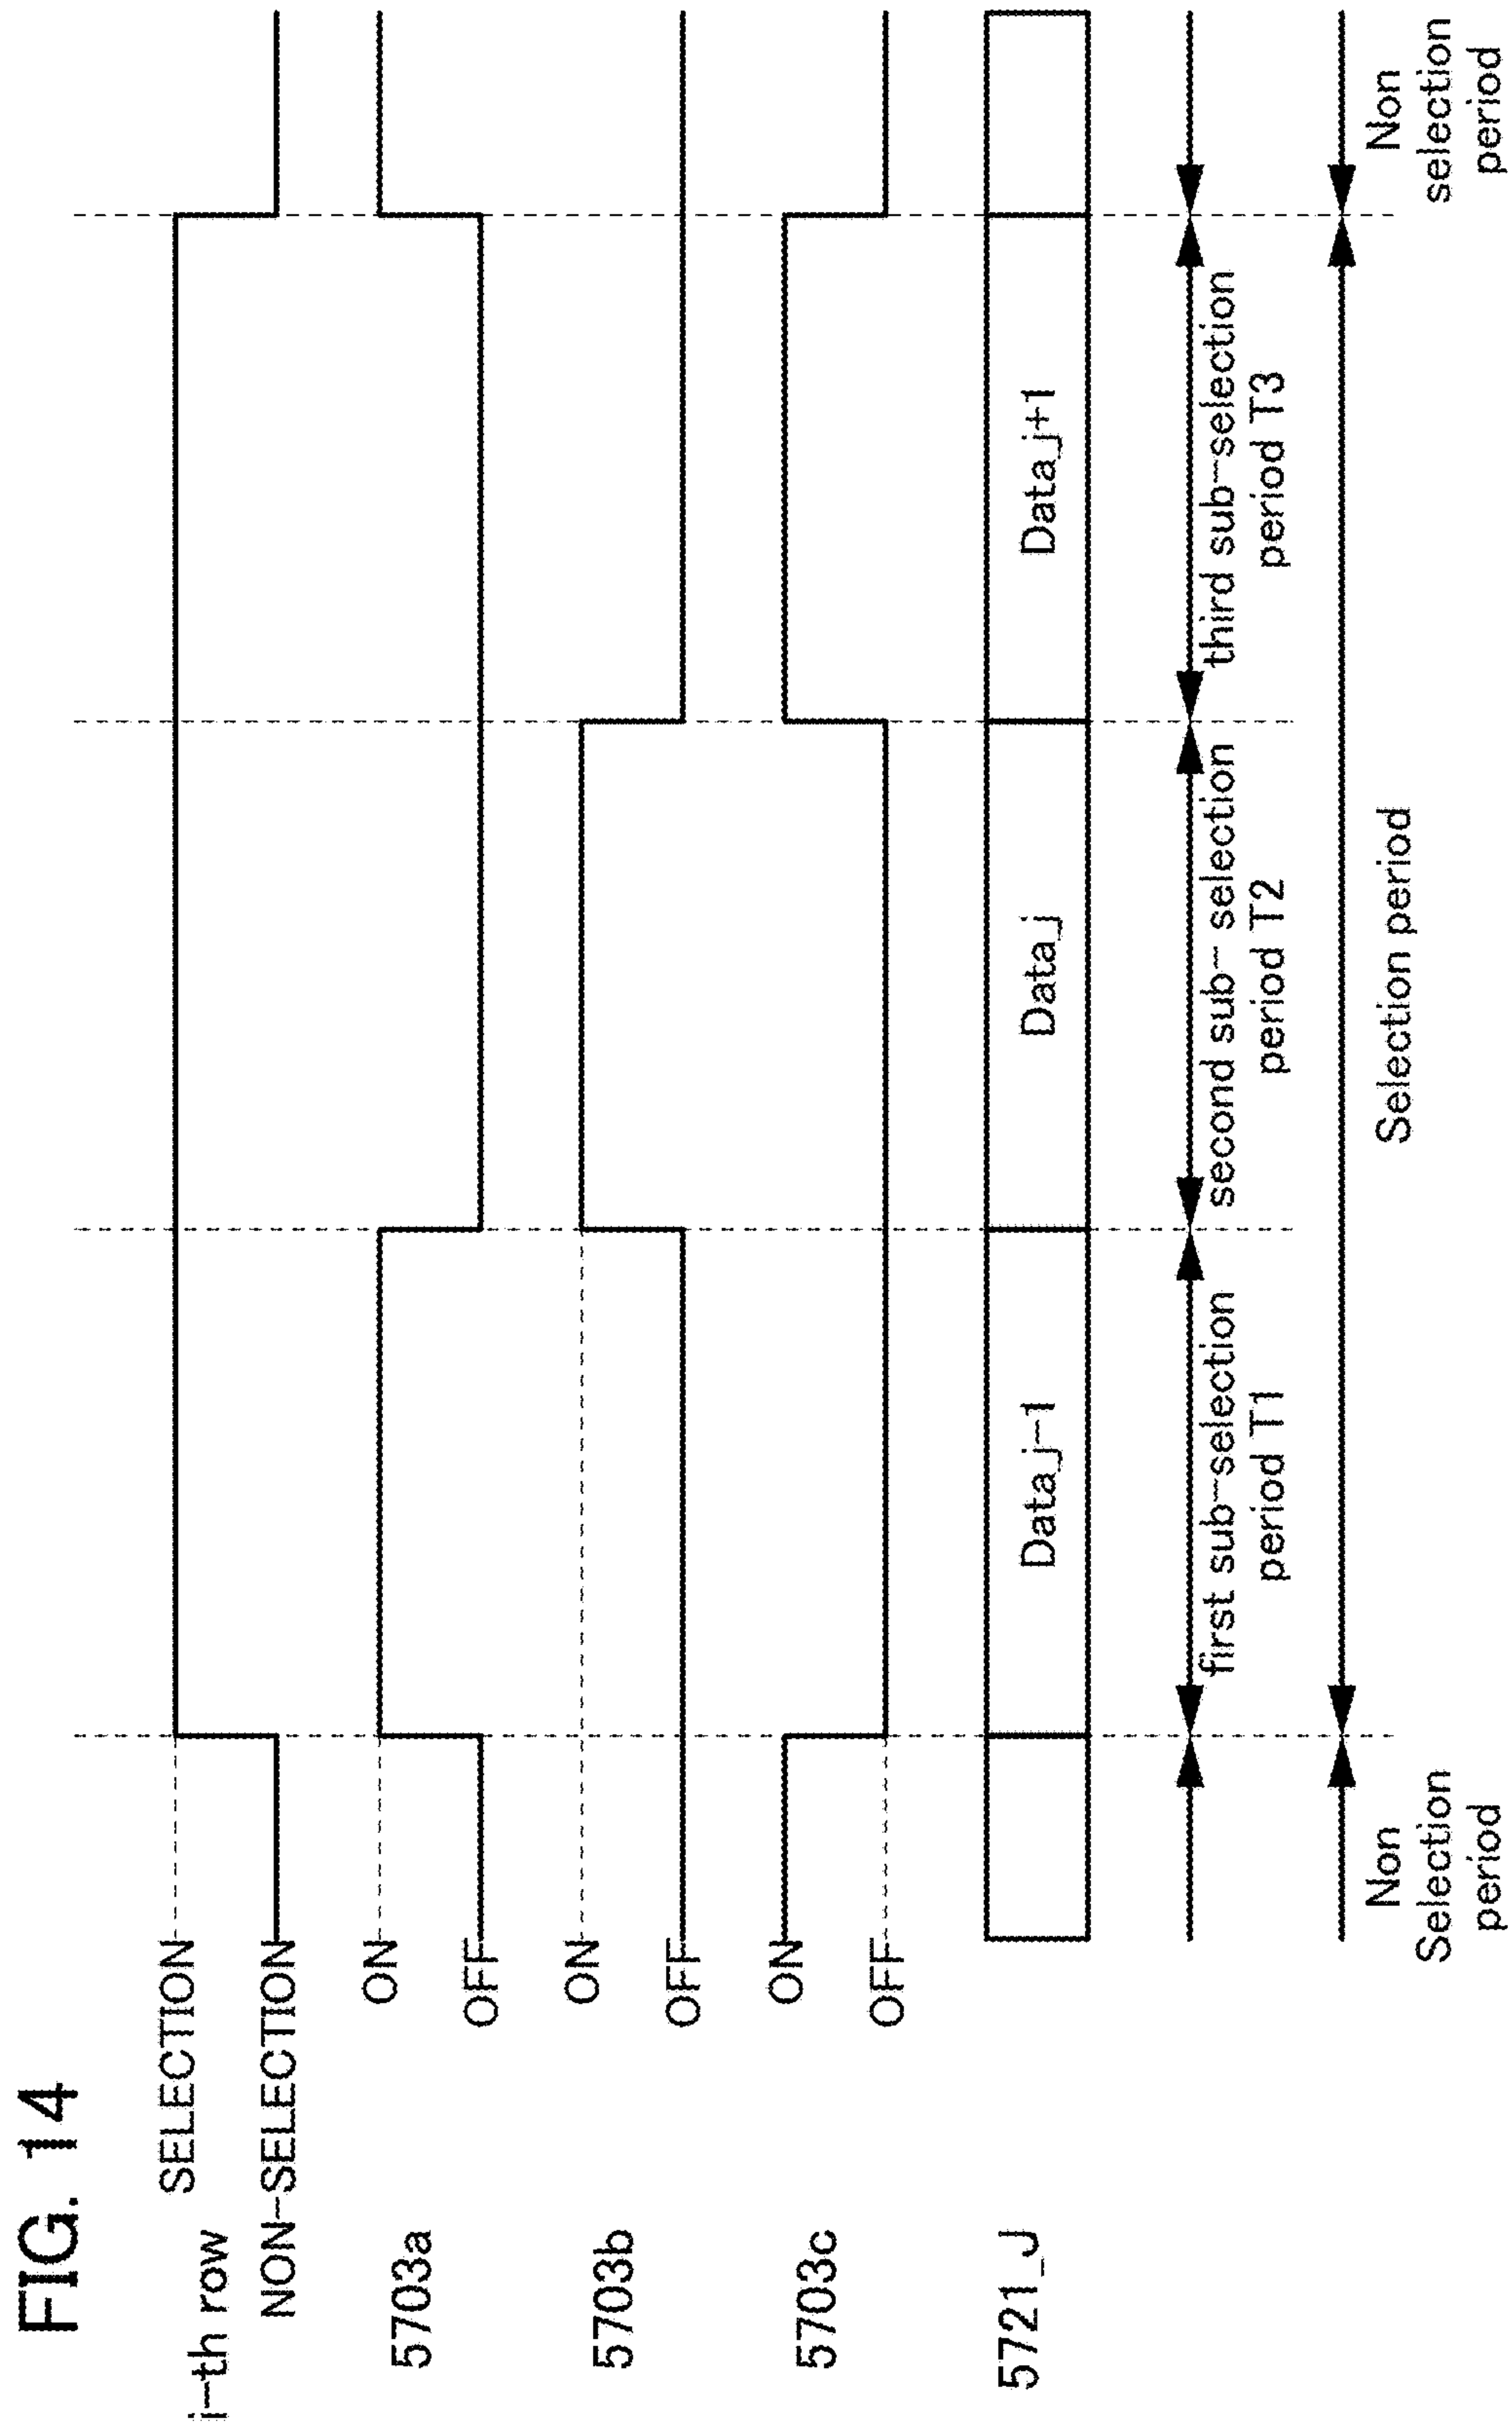 FIG. 14
i-th row
SELECTION
NON-SELECTION
5703a
ON
OFF
5703b
ON
OFF
5703c
ON
OFF
5721_J
Data_j-1
Data_j
Data_j+1
first sub-selection
period T1
second sub- selection
period T2
third sub-selection
period T3
Non
Selection
period
Selection period
Non
selection
period